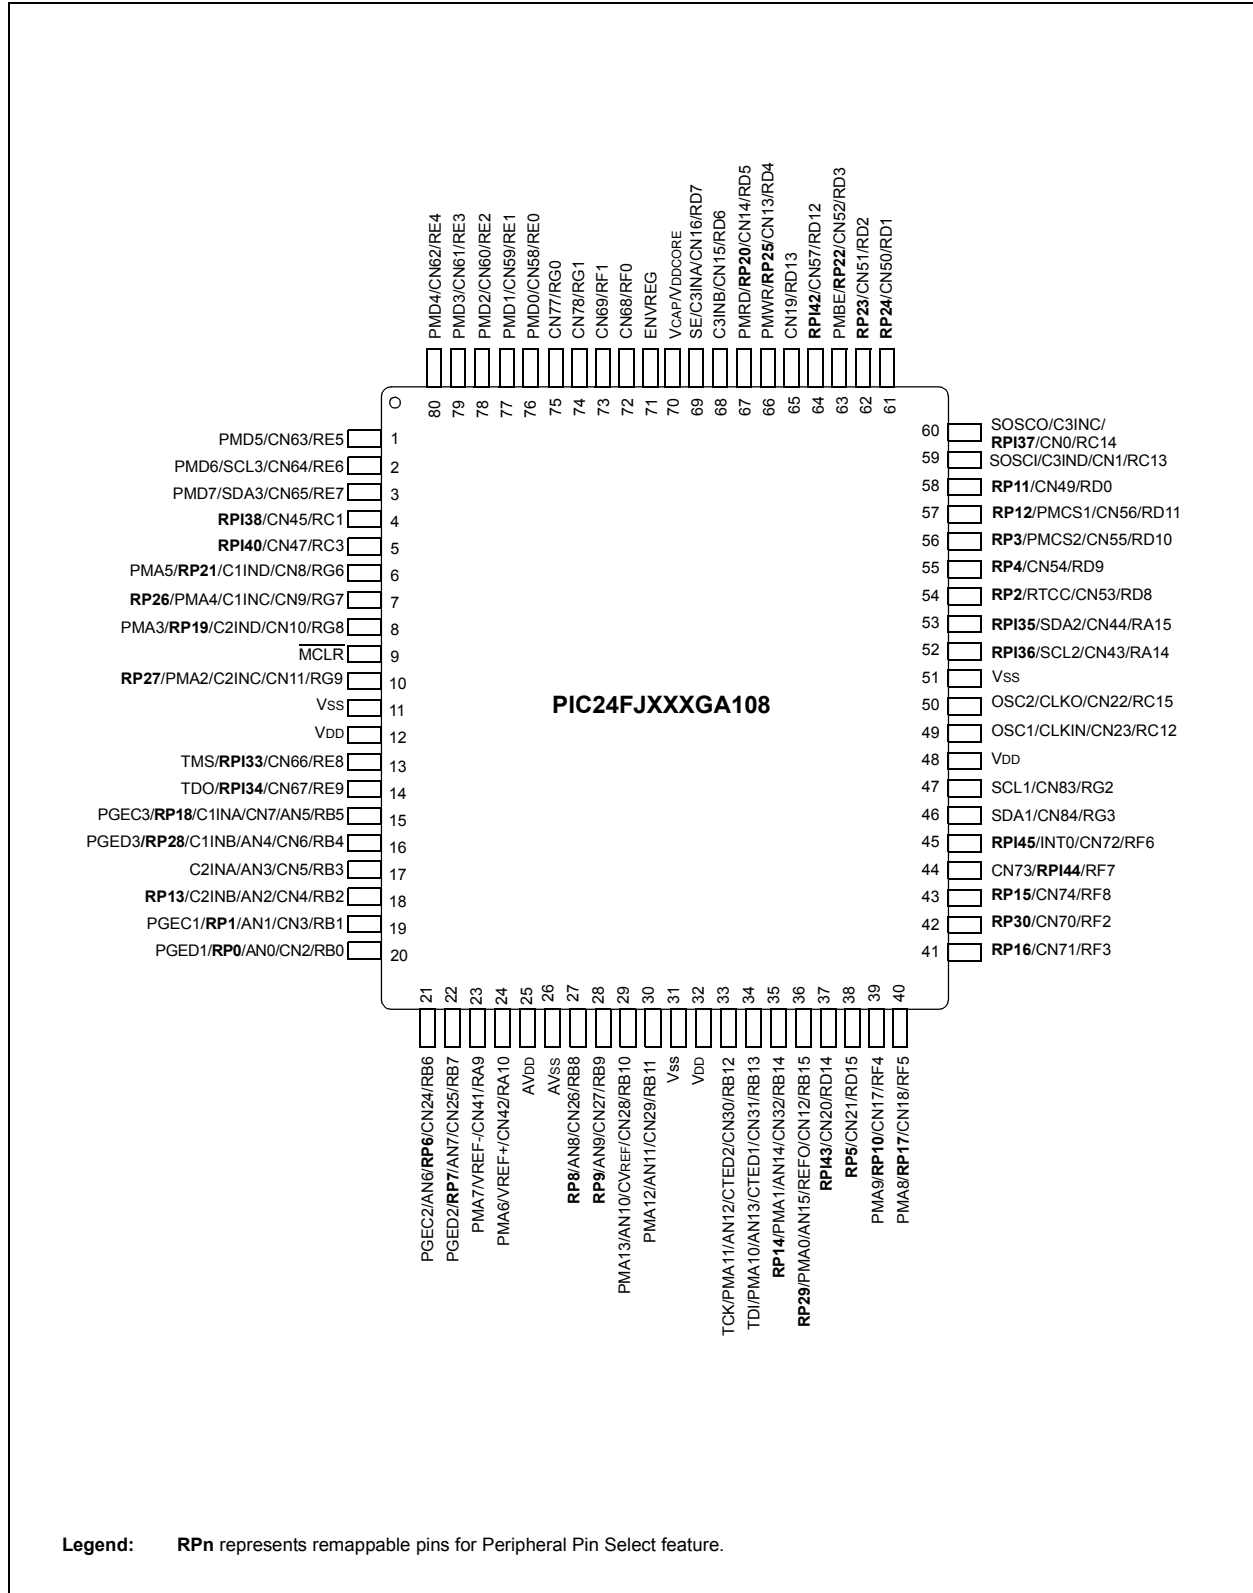 PMD4/CN62/RE4
PMD3/CN61/RE3
PMD2/CN60/RE2
PMD1/CN59/RE1
PMD0/CN58/RE0
CN77/RG0
CN78/RG1
CN69/RF1
CN68/RF0
ENVREG
VCAP/VDDCORE
SE/C3INA/CN16/RD7
C3INB/CN15/RD6
PMRD/RP20/CN14/RD5
PMWR/RP25/CN13/RD4
CN19/RD13
RPI42/CN57/RD12
PMBE/RP22/CN52/RD3
RP23/CN51/RD2
RP24/CN50/RD1
80
79
78
77
76
75
74
73
72
71
70
69
68
67
66
65
64
63
62
61
PMD5/CN63/RE5 1
PMD6/SCL3/CN64/RE6 2
PMD7/SDA3/CN65/RE7 3
RPI38/CN45/RC1 4
RPI40/CN47/RC3 5
PMA5/RP21/C1IND/CN8/RG6 6
RP26/PMA4/C1INC/CN9/RG7 7
PMA3/RP19/C2IND/CN10/RG8 8
MCLR 9
RP27/PMA2/C2INC/CN11/RG9 10
VSS 11
VDD 12
TMS/RPI33/CN66/RE8 13
TDO/RPI34/CN67/RE9 14
PGEC3/RP18/C1INA/CN7/AN5/RB5 15
PGED3/RP28/C1INB/AN4/CN6/RB4 16
C2INA/AN3/CN5/RB3 17
RP13/C2INB/AN2/CN4/RB2 18
PGEC1/RP1/AN1/CN3/RB1 19
PGED1/RP0/AN0/CN2/RB0 20
PIC24FJXXXGA108
60 SOSCO/C3INC/
RPI37/CN0/RC14
59 SOSCI/C3IND/CN1/RC13
58 RP11/CN49/RD0
57 RP12/PMCS1/CN56/RD11
56 RP3/PMCS2/CN55/RD10
55 RP4/CN54/RD9
54 RP2/RTCC/CN53/RD8
53 RPI35/SDA2/CN44/RA15
52 RPI36/SCL2/CN43/RA14
51 VSS
50 OSC2/CLKO/CN22/RC15
49 OSC1/CLKIN/CN23/RC12
48 VDD
47 SCL1/CN83/RG2
46 SDA1/CN84/RG3
45 RPI45/INT0/CN72/RF6
44 CN73/RPI44/RF7
43 RP15/CN74/RF8
42 RP30/CN70/RF2
41 RP16/CN71/RF3
21
22
23
24
25
26
27
28
29
30
31
32
33
34
35
36
37
38
39
40
PGEC2/AN6/RP6/CN24/RB6
PGED2/RP7/AN7/CN25/RB7
PMA7/VREF-/CN41/RA9
PMA6/VREF+/CN42/RA10
AVDD
AVSS
RP8/AN8/CN26/RB8
RP9/AN9/CN27/RB9
PMA13/AN10/CVREF/CN28/RB10
PMA12/AN11/CN29/RB11
Vss
VDD
TCK/PMA11/AN12/CTED2/CN30/RB12
TDI/PMA10/AN13/CTED1/CN31/RB13
RP14/PMA1/AN14/CN32/RB14
RP29/PMA0/AN15/REFO/CN12/RB15
RPI43/CN20/RD14
RP5/CN21/RD15
PMA9/RP10/CN17/RF4
PMA8/RP17/CN18/RF5
Legend: RPn represents remappable pins for Peripheral Pin Select feature.